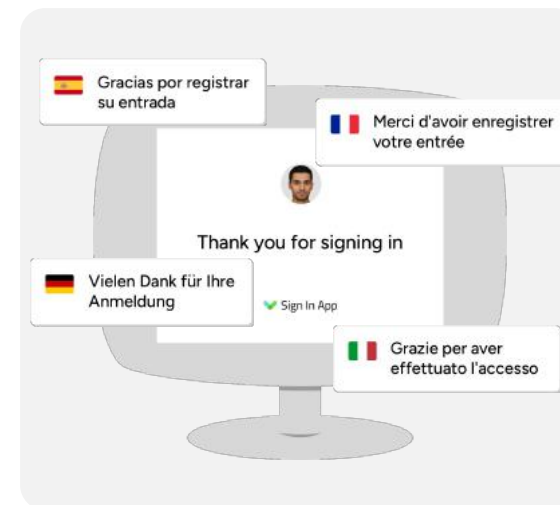 Gracias por registrar
su entrada
Merci d'avoir enregistrer
votre entrée
Thank you for signing in
Vielen Dank für Ihre
Anmeldung
Sign In App
Grazie per aver
effettuato l'accesso